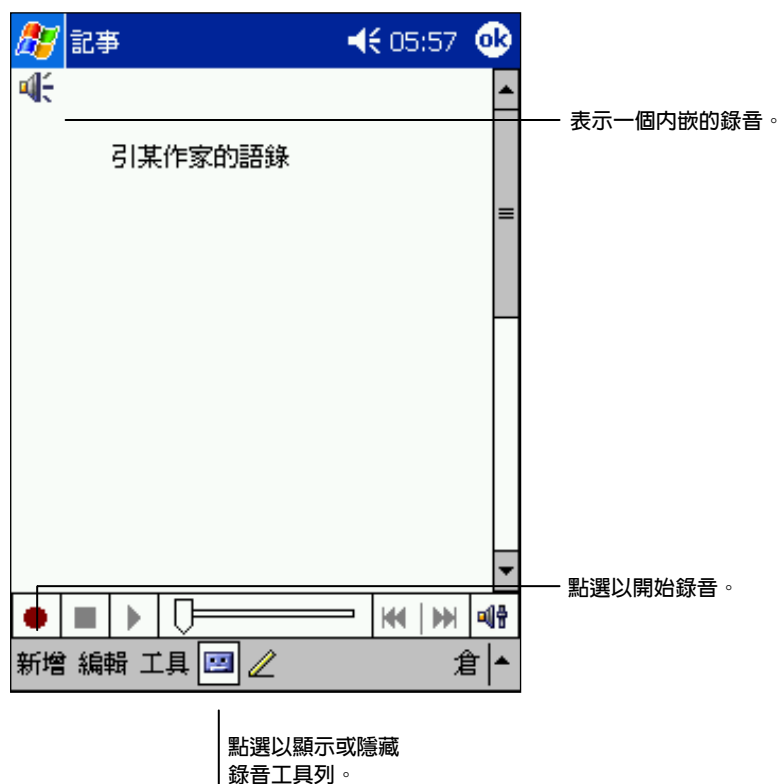 記事 05:57 ok
表示一個内嵌的錄音。
引某作家的語錄
點選以開始錄音。
新增 編輯 工具 倉
點選以顯示或隱藏
錄音工具列。